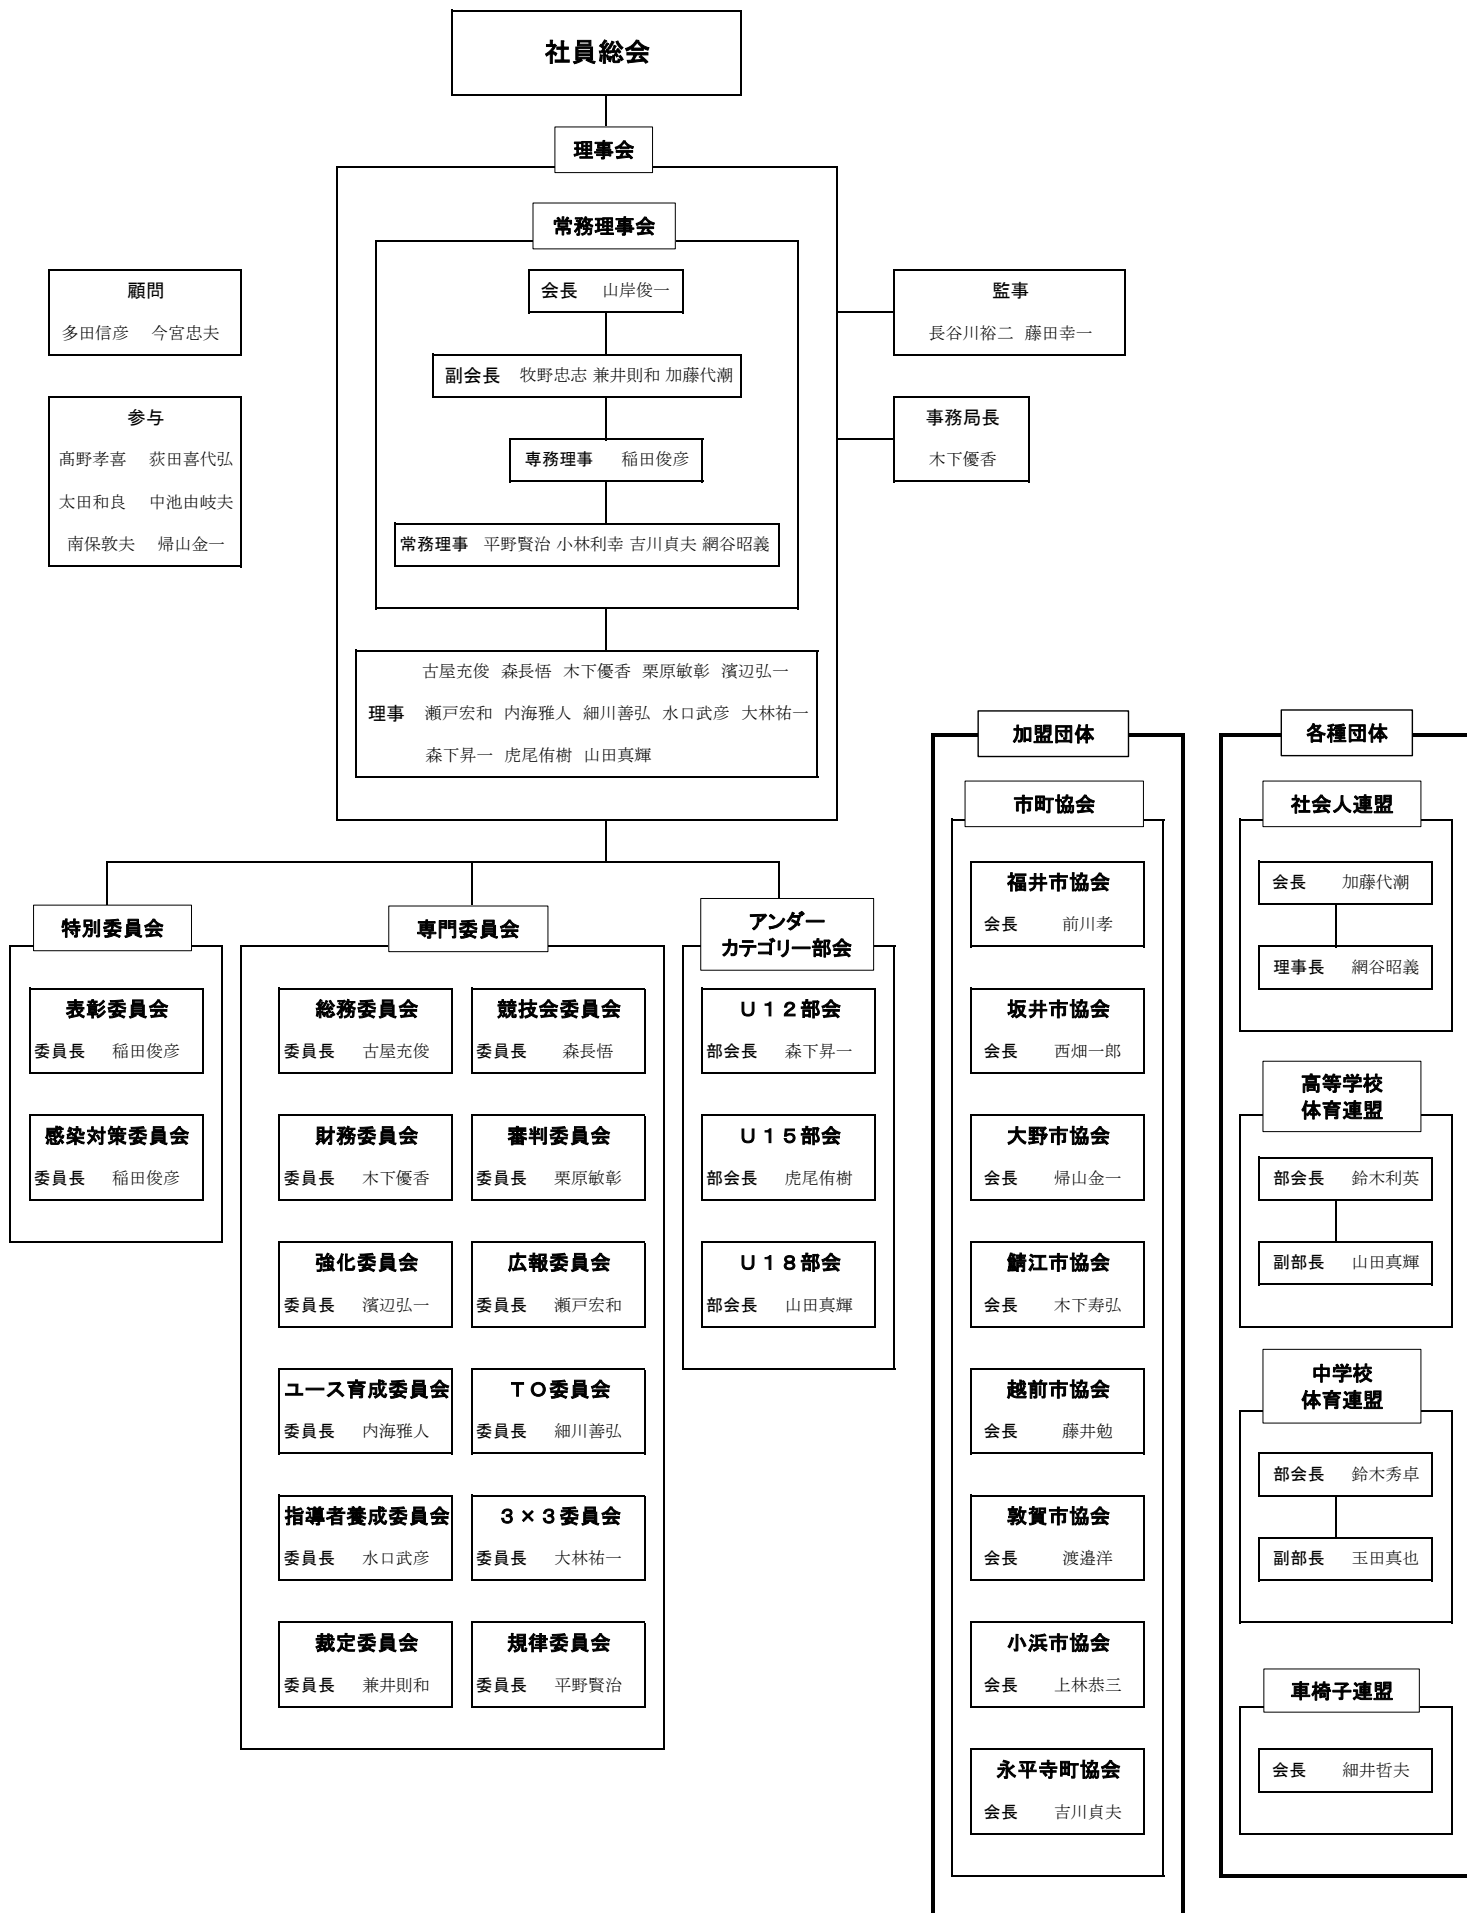 社員総会
理事会
常務理事会
会長 山岸俊一
副会長 牧野忠志 兼井則和 加藤代潮
専務理事 稲田俊彦
常務理事 平野賢治 小林利幸 吉川貞夫 網谷昭義
古屋充俊 森長悟 木下優香 栗原敏彰 濱辺弘一
理事 瀬戸宏和 内海雅人 細川善弘 水口武彦 大林祐一
森下昇一 虎尾侑樹 山田真輝
顧問
多田信彦 今宮忠夫
参与
髙野孝喜 荻田喜代弘
太田和良 中池由岐夫
南保敦夫 帰山金一
監事
長谷川裕二 藤田幸一
事務局長
木下優香
特別委員会
表彰委員会
委員長 稲田俊彦
感染対策委員会
委員長 稲田俊彦
専門委員会
総務委員会
委員長 古屋充俊
競技会委員会
委員長 森長悟
財務委員会
委員長 木下優香
審判委員会
委員長 栗原敏彰
強化委員会
委員長 濱辺弘一
広報委員会
委員長 瀬戸宏和
ユース育成委員会
委員長 内海雅人
TO委員会
委員長 細川善弘
指導者養成委員会
委員長 水口武彦
3×3委員会
委員長 大林祐一
裁定委員会
委員長 兼井則和
規律委員会
委員長 平野賢治
アンダー
カテゴリー部会
U12部会
部会長 森下昇一
U15部会
部会長 虎尾侑樹
U18部会
部会長 山田真輝
加盟団体
市町協会
福井市協会
会長 前川孝
坂井市協会
会長 西畑一郎
大野市協会
会長 帰山金一
鯖江市協会
会長 木下寿弘
越前市協会
会長 藤井勉
敦賀市協会
会長 渡邉洋
小浜市協会
会長 上林恭三
永平寺町協会
会長 吉川貞夫
各種団体
社会人連盟
会長 加藤代潮
理事長 網谷昭義
高等学校
体育連盟
部会長 鈴木利英
副部長 山田真輝
中学校
体育連盟
部会長 鈴木秀卓
副部長 玉田真也
車椅子連盟
会長 細井哲夫